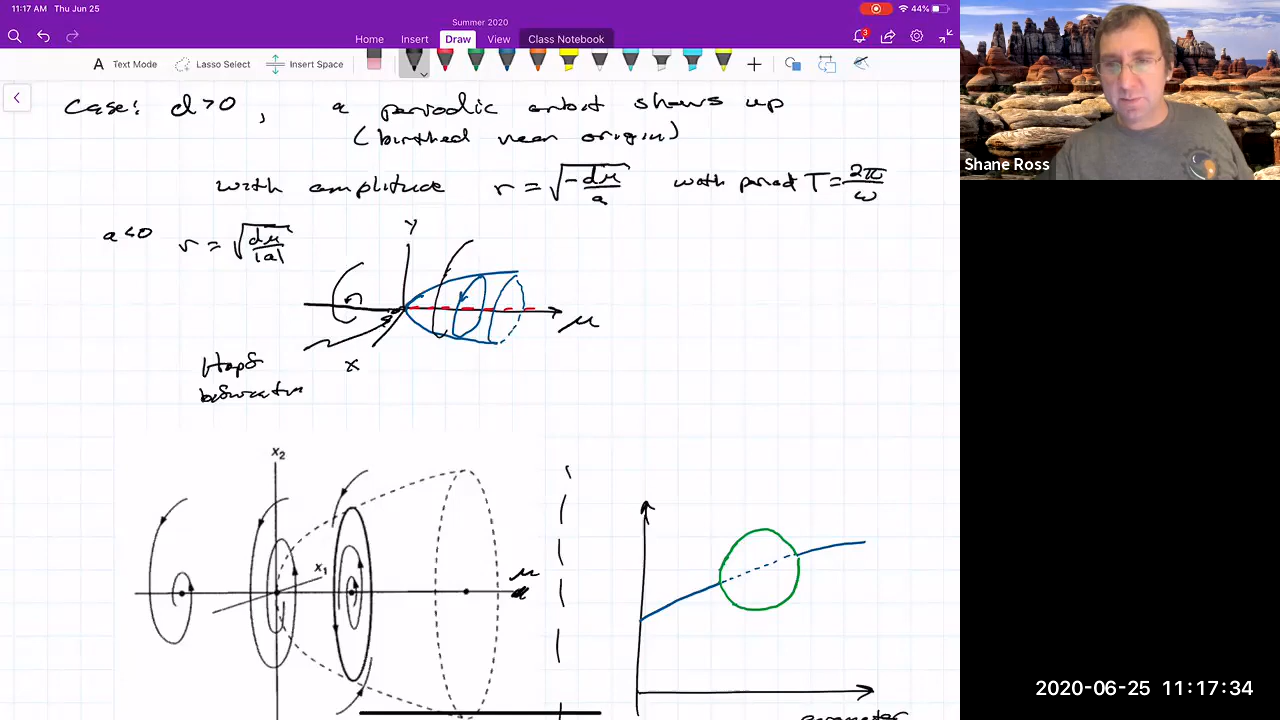 11:17 AM Thu Jun 25
44%
Summer 2020
Home Insert Draw View Class Notebook
3
Text Mode Lasso Select Insert Space
Case: d>0, a periodic orbit shows up
(birthed near origin)
with amplitude r = √(-dμ/a) with period T = 2π/ω
a<0 r = √(dμ/|a|)
y
μ
x
Hopf
bifurcation
x₂
x₁
μ
parameter
Shane Ross
2020-06-25 11:17:34